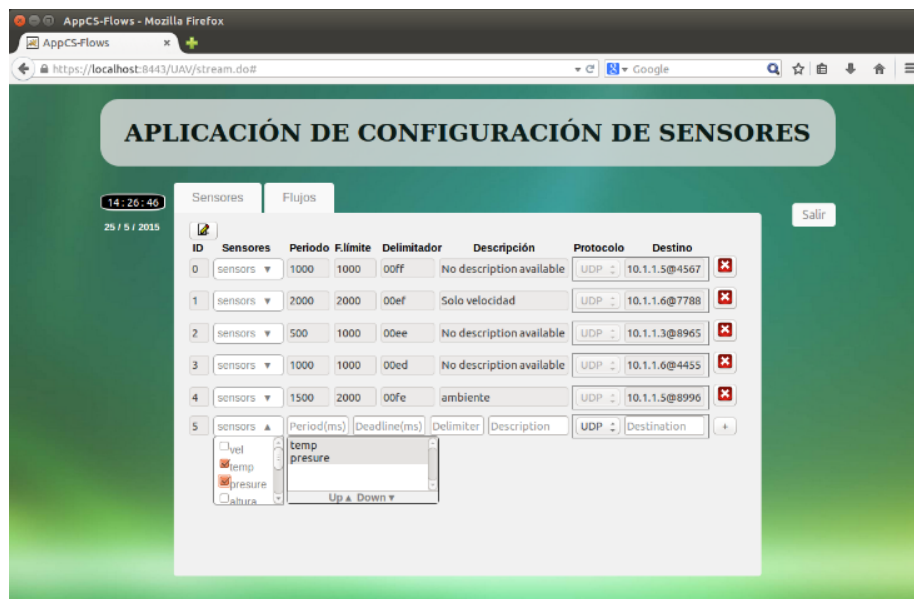 AppCS-Flows - Mozilla Firefox
AppCS-Flows ×
https://localhost:8443/UAV/stream.do# Google
APLICACIÓN DE CONFIGURACIÓN DE SENSORES
14:26:46
25 / 5 / 2015
Sensores Flujos
Salir
ID Sensores Periodo F.límite Delimitador Descripción Protocolo Destino
0 sensors ▼ 1000 1000 00ff No description available UDP 10.1.1.5@4567
1 sensors ▼ 2000 2000 00ef Solo velocidad UDP 10.1.1.6@7788
2 sensors ▼ 500 1000 00ee No description available UDP 10.1.1.3@8965
3 sensors ▼ 1000 1000 00ed No description available UDP 10.1.1.6@4455
4 sensors ▼ 1500 2000 00fe ambiente UDP 10.1.1.5@8996
5 sensors ▲ Period(ms) Deadline(ms) Delimiter Description UDP Destination +
vel
temp
presure
altura
temp
presure
Up ▲ Down ▼